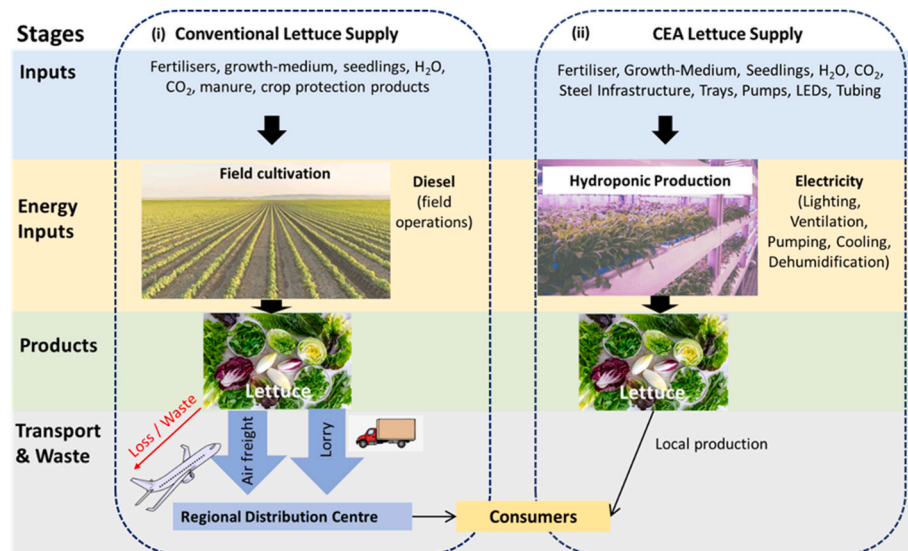 Stages
(i) Conventional Lettuce Supply
(ii) CEA Lettuce Supply
Inputs
Fertilisers, growth-medium, seedlings, H₂O,
CO₂, manure, crop protection products
Fertiliser, Growth-Medium, Seedlings, H₂O, CO₂,
Steel Infrastructure, Trays, Pumps, LEDs, Tubing
Energy
Inputs
Field cultivation
Diesel
(field
operations)
Hydroponic Production
Electricity
(Lighting,
Ventilation,
Pumping, Cooling,
Dehumidification)
Products
Lettuce
Lettuce
Transport
& Waste
Loss / Waste
Air freight
Lorry
Local production
Regional Distribution Centre
Consumers